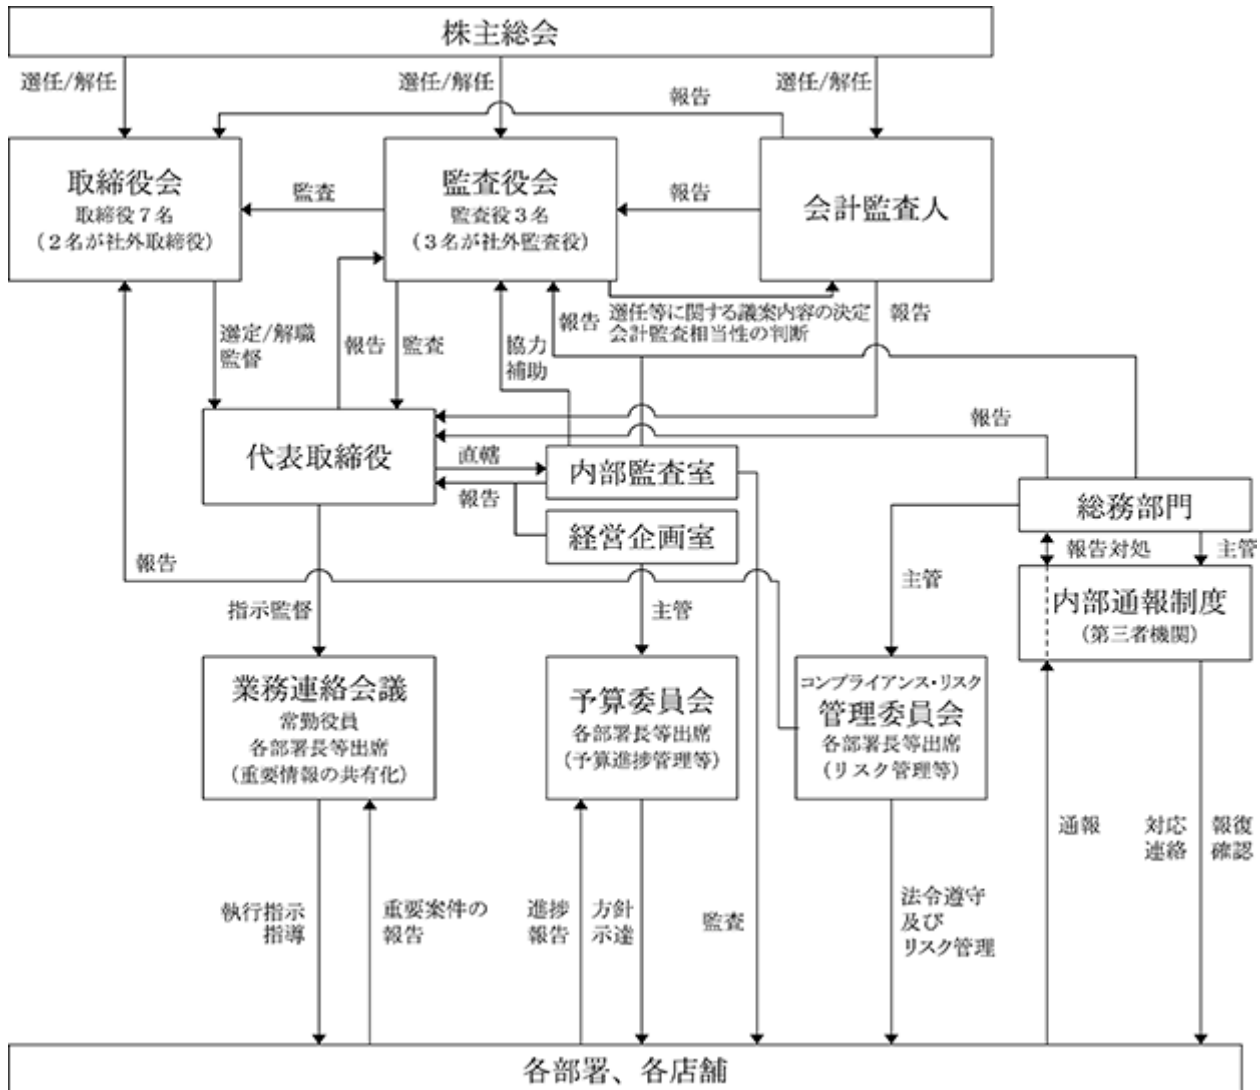 株主総会
選任/解任
選任/解任
選任/解任
報告
取締役会
取締役7名
(2名が社外取締役)
監査
監査役会
監査役3名
(3名が社外監査役)
報告
会計監査人
選定/解職
監督
報告
監査
協力
補助
報告
選任等に関する議案内容の決定
会計監査相当性の判断
報告
代表取締役
直轄
報告
内部監査室
経営企画室
報告
総務部門
報告対処
主管
内部通報制度
(第三者機関)
報告
指示監督
主管
主管
業務連絡会議
常勤役員
各部署長等出席
(重要情報の共有化)
予算委員会
各部署長等出席
(予算進捗管理等)
コンプライアンス・リスク
管理委員会
各部署長等出席
(リスク管理等)
執行指示
指導
重要案件の
報告
進捗
報告
方針
示達
監査
法令遵守
及び
リスク管理
通報
対応
連絡
報復
確認
各部署、各店舗